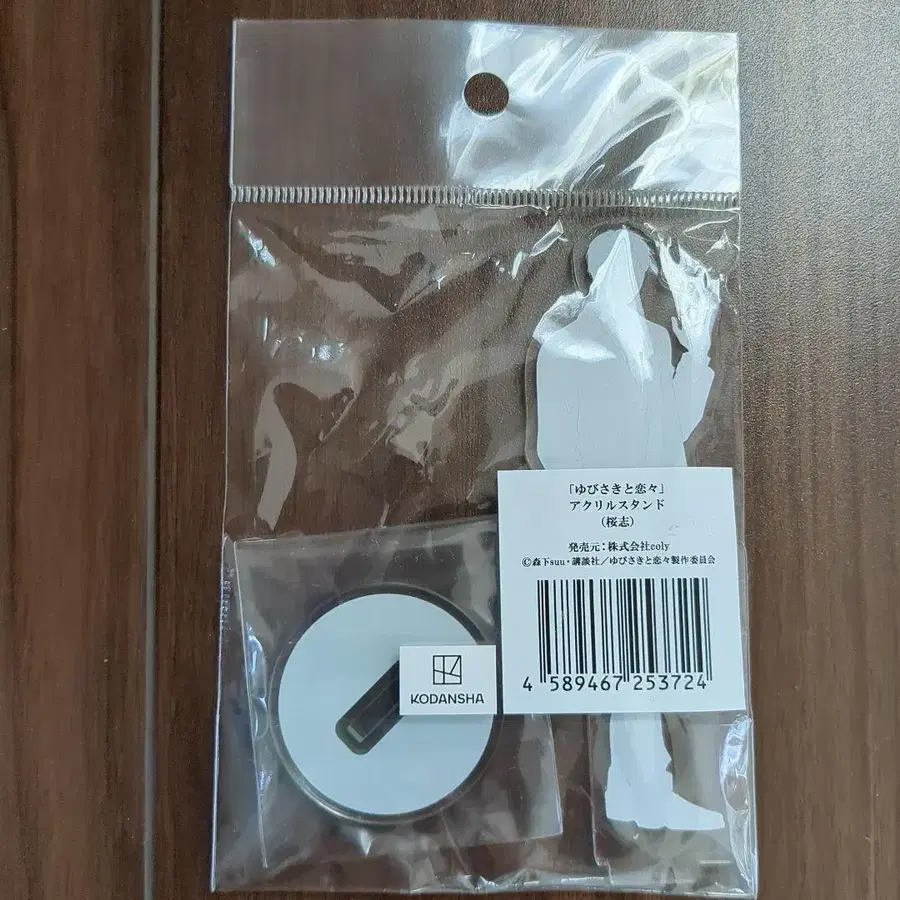 「ゆびさきと恋々」
アクリルスタンド
(桜志)
発売元：株式会社coly
©森下suu・講談社／ゆびさきと恋々製作委員会
4 589467 253724
KODANSHA